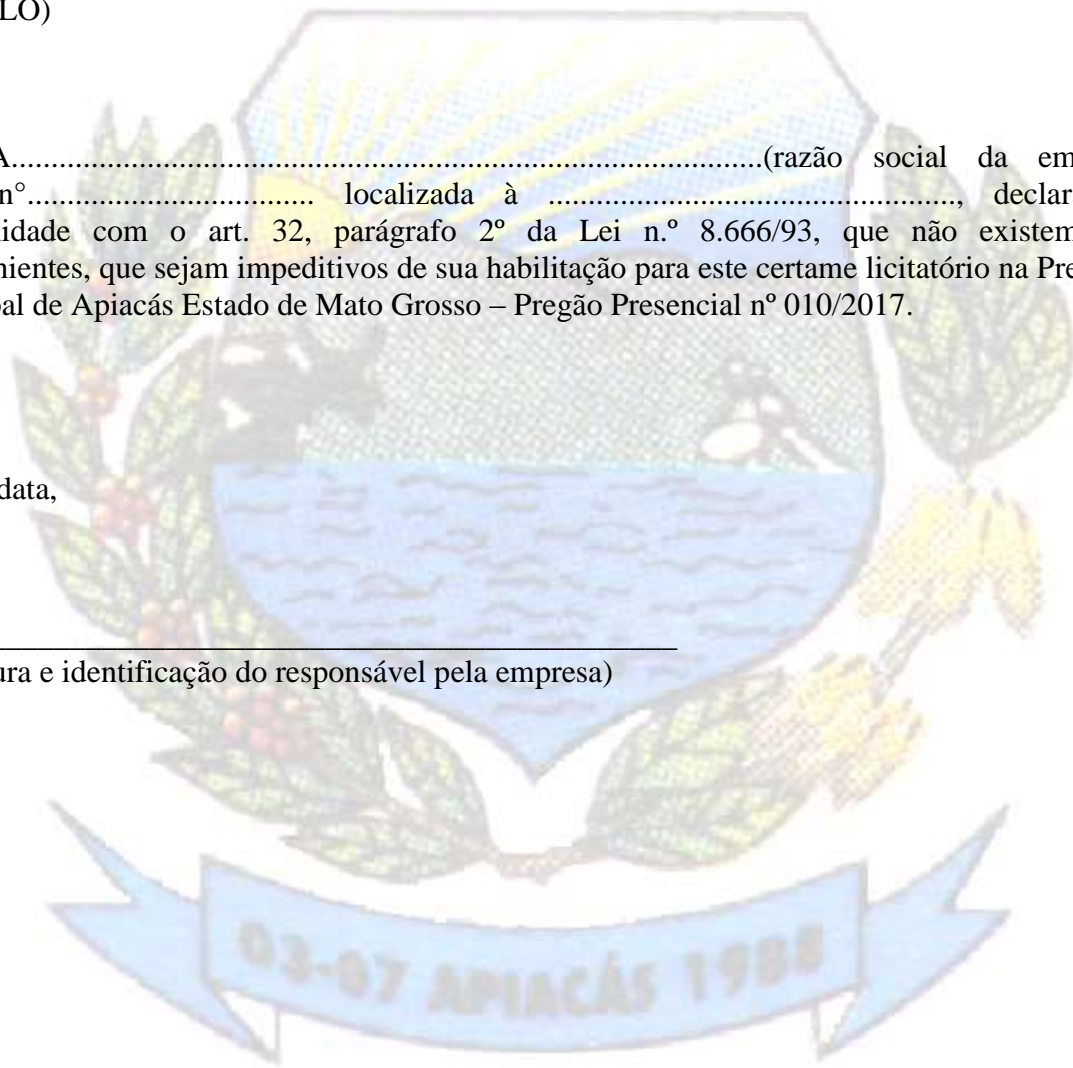 LO)
A...............................................................................................(razão social da em
n°.................................... localizada à ...................................................., declar
idade com o art. 32, parágrafo 2º da Lei n.º 8.666/93, que não existem
nientes, que sejam impeditivos de sua habilitação para este certame licitatório na Pre
pal de Apiacás Estado de Mato Grosso – Pregão Presencial nº 010/2017.
data,
___________________________________________
ura e identificação do responsável pela empresa)
03-07 APIACÁS 1988